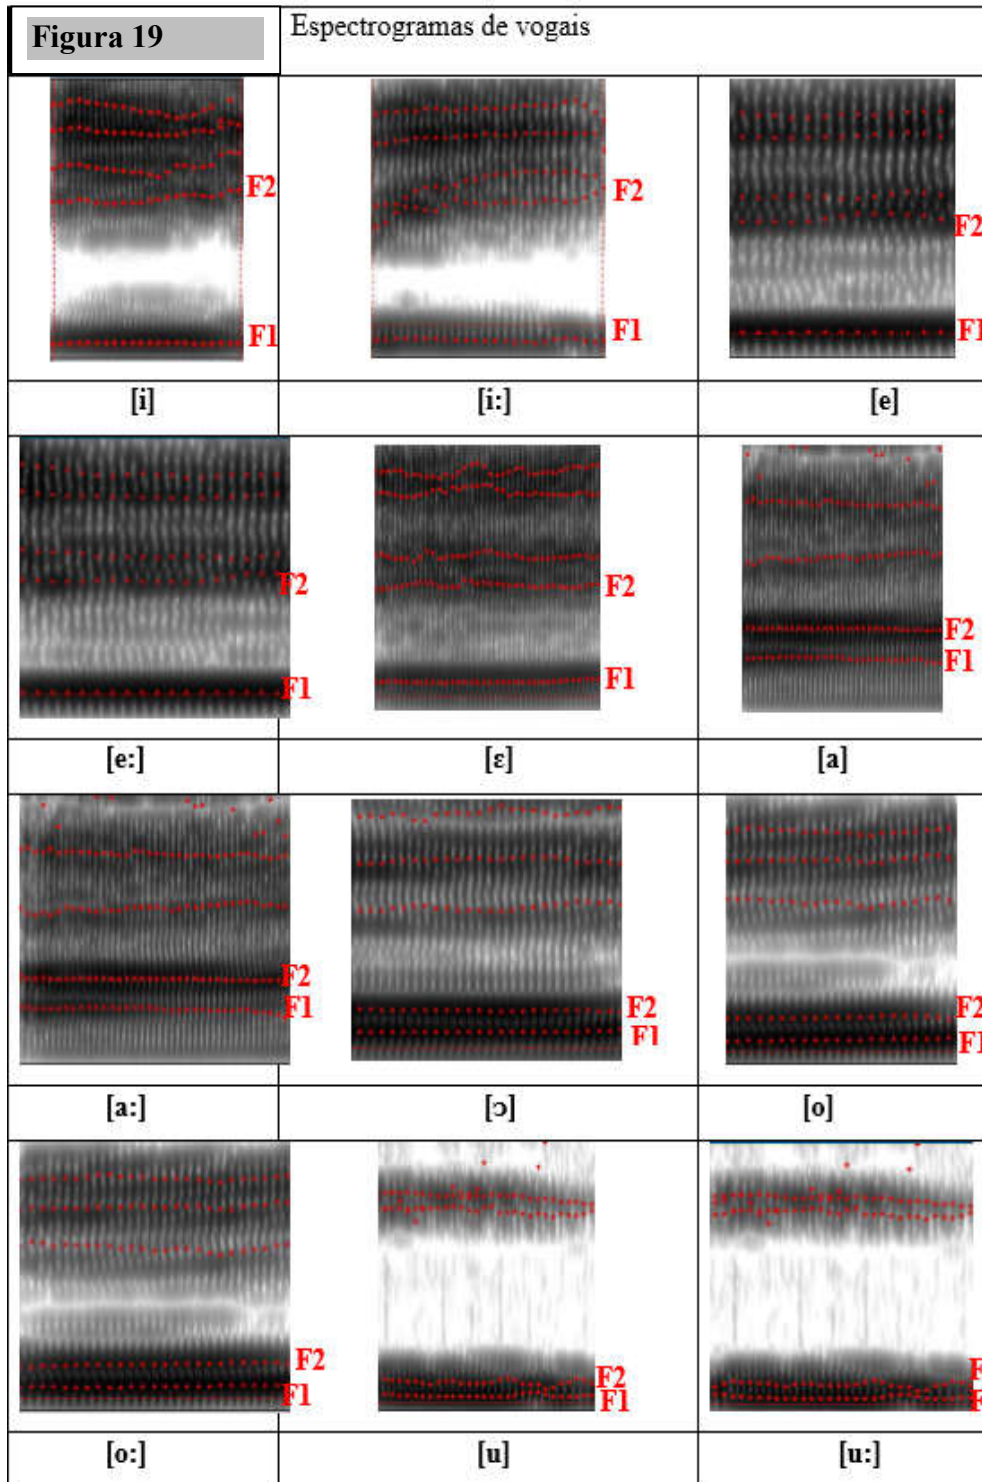 Figura 19
Espectrogramas de vogais
F2
F2
F2
F1
F1
F1
[i]
[i:]
[e]
F2
F2
F2
F1
F1
F1
[e:]
[ɛ]
[a]
F2
F2
F2
F1
F1
F1
[a:]
[ɔ]
[o]
F2
F2
F
F1
F1
F
[o:]
[u]
[u:]